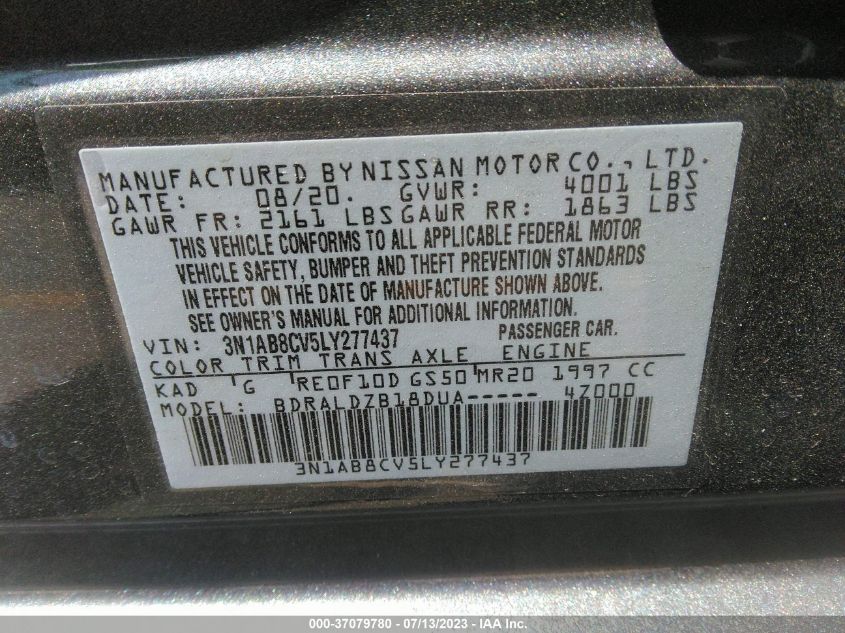 MANUFACTURED BY NISSAN MOTOR CO., LTD.
DATE: 08/20. GVWR: 4001 LBS
GAWR FR: 2161 LBS GAWR RR: 1863 LBS
THIS VEHICLE CONFORMS TO ALL APPLICABLE FEDERAL MOTOR
VEHICLE SAFETY, BUMPER AND THEFT PREVENTION STANDARDS
IN EFFECT ON THE DATE OF MANUFACTURE SHOWN ABOVE.
SEE OWNER'S MANUAL FOR ADDITIONAL INFORMATION.
VIN: 3N1AB8CV5LY277437 PASSENGER CAR.
COLOR TRIM TRANS AXLE ENGINE
KAD G RE0F10D GS50 MR20 1997 CC
MODEL: BDRALDZB18DUA----- 4Z000
3N1AB8CV5LY277437
000-37079780 - 07/13/2023 - IAA Inc.